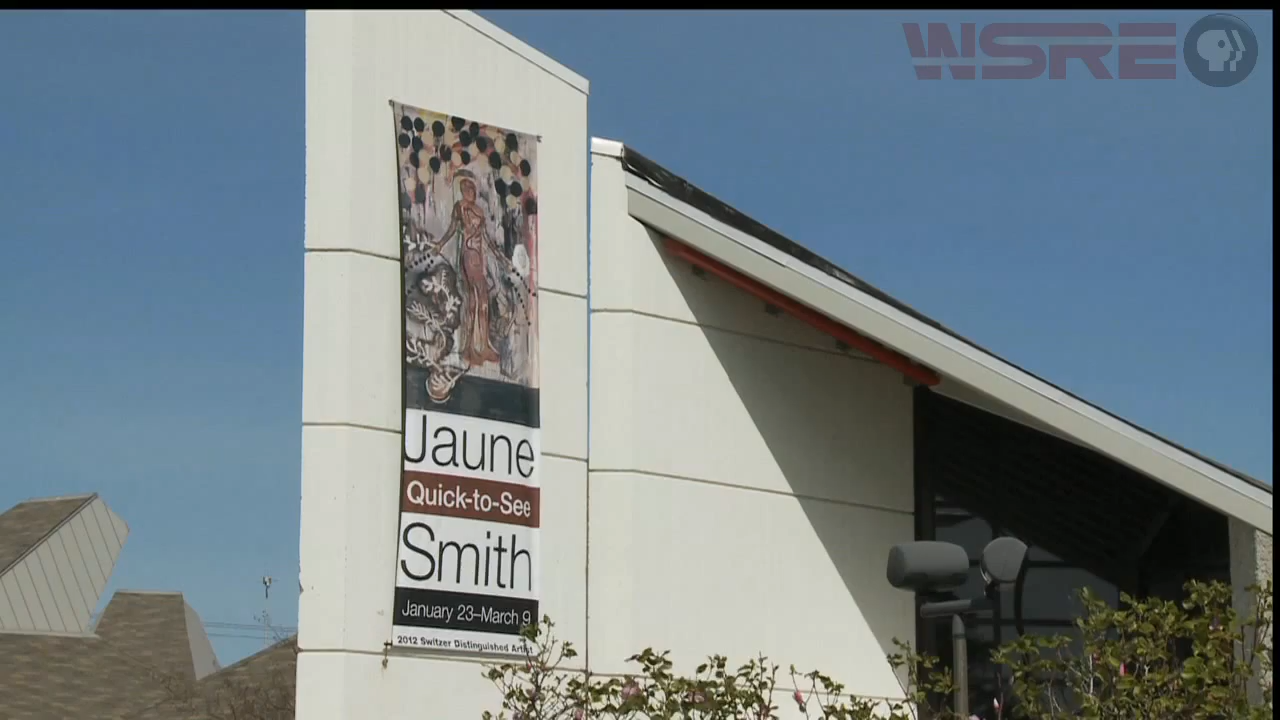 WSRE
Jaune
Quick-to-See
Smith
January 23–March 9
2012 Switzer Distinguished Artist